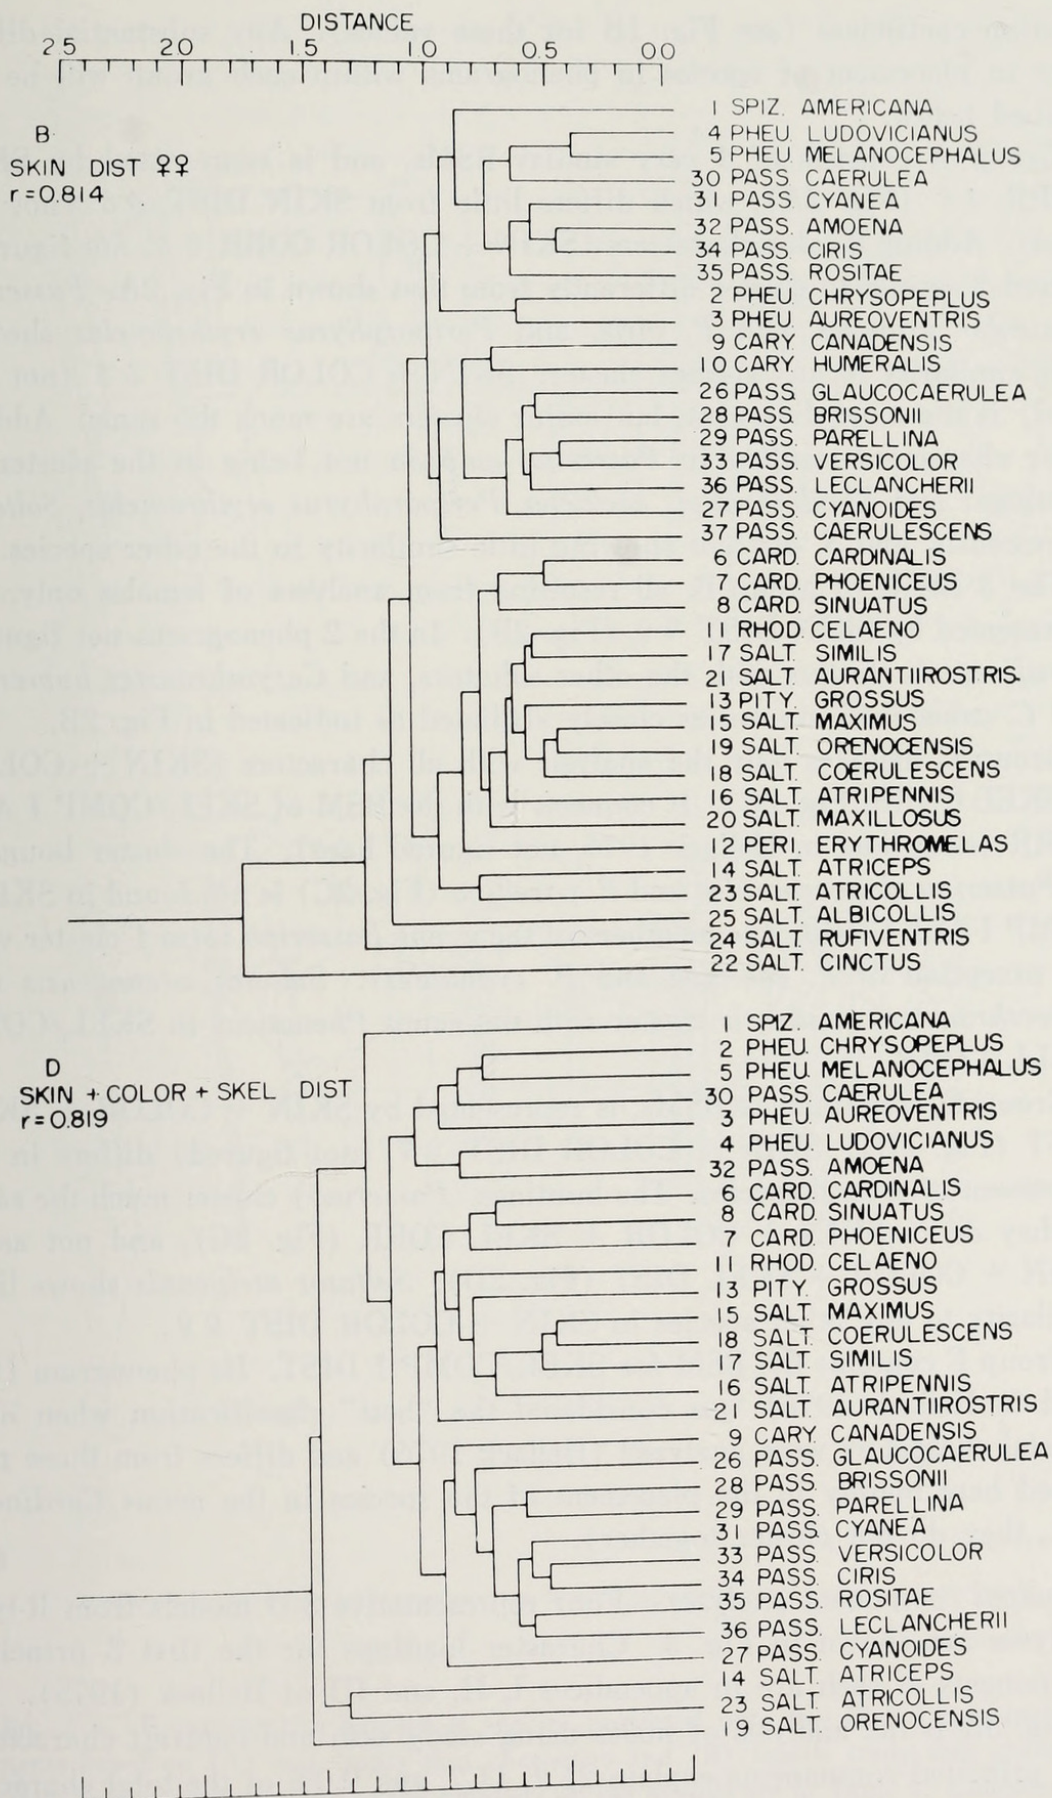 DISTANCE
2.5 2.0 1.5 1.0 0.5 0.0
B
SKIN DIST ♀♀
r=0.814
1 SPIZ. AMERICANA
4 PHEU. LUDOVICIANUS
5 PHEU. MELANOCEPHALUS
30 PASS. CAERULEA
31 PASS. CYANEA
32 PASS. AMOENA
34 PASS. CIRIS
35 PASS. ROSITAE
2 PHEU. CHRYSOPEPLUS
3 PHEU. AUREOVENTRIS
9 CARY. CANADENSIS
10 CARY. HUMERALIS
26 PASS. GLAUCOCAERULEA
28 PASS. BRISSONII
29 PASS. PARELLINA
33 PASS. VERSICOLOR
36 PASS. LECLANCHERII
27 PASS. CYANOIDES
37 PASS. CAERULESCENS
6 CARD. CARDINALIS
7 CARD. PHOENICEUS
8 CARD. SINUATUS
11 RHOD. CELAENO
17 SALT. SIMILIS
21 SALT. AURANTIIROSTRIS
13 PITY. GROSSUS
15 SALT. MAXIMUS
19 SALT. ORENOCENSIS
18 SALT. COERULESCENS
16 SALT. ATRIPENNIS
20 SALT. MAXILLOSUS
12 PERI. ERYTHROMELAS
14 SALT. ATRICEPS
23 SALT. ATRICOLLIS
25 SALT. ALBICOLLIS
24 SALT. RUFIVENTRIS
22 SALT. CINCTUS
D
SKIN + COLOR + SKEL DIST
r=0.819
1 SPIZ. AMERICANA
2 PHEU. CHRYSOPEPLUS
5 PHEU. MELANOCEPHALUS
30 PASS. CAERULEA
3 PHEU. AUREOVENTRIS
4 PHEU. LUDOVICIANUS
32 PASS. AMOENA
6 CARD. CARDINALIS
8 CARD. SINUATUS
7 CARD. PHOENICEUS
11 RHOD. CELAENO
13 PITY. GROSSUS
15 SALT. MAXIMUS
18 SALT. COERULESCENS
17 SALT. SIMILIS
16 SALT. ATRIPENNIS
21 SALT. AURANTIIROSTRIS
9 CARY. CANADENSIS
26 PASS. GLAUCOCAERULEA
28 PASS. BRISSONII
29 PASS. PARELLINA
31 PASS. CYANEA
33 PASS. VERSICOLOR
34 PASS. CIRIS
35 PASS. ROSITAE
36 PASS. LECLANCHERII
27 PASS. CYANOIDES
14 SALT. ATRICEPS
23 SALT. ATRICOLLIS
19 SALT. ORENOCENSIS